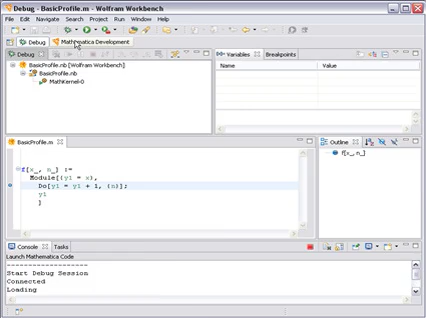 Debug - BasicProfile.m - Wolfram Workbench
File Edit Navigate Search Project Run Window Help
Debug Mathematica Development
Debug
BasicProfile.nb [Wolfram Workbench]
BasicProfile.nb
MathKernel-0
Variables Breakpoints
Name Value
BasicProfile.m
f[x_, n_] :=
Module[{y1 = x},
Do[y1 = y1 + 1, {n}];
y1
]
Outline
f[x_, n_]
Console Tasks
Launch Mathematica Code
-------------------
Start Debug Session
Connected
Loading